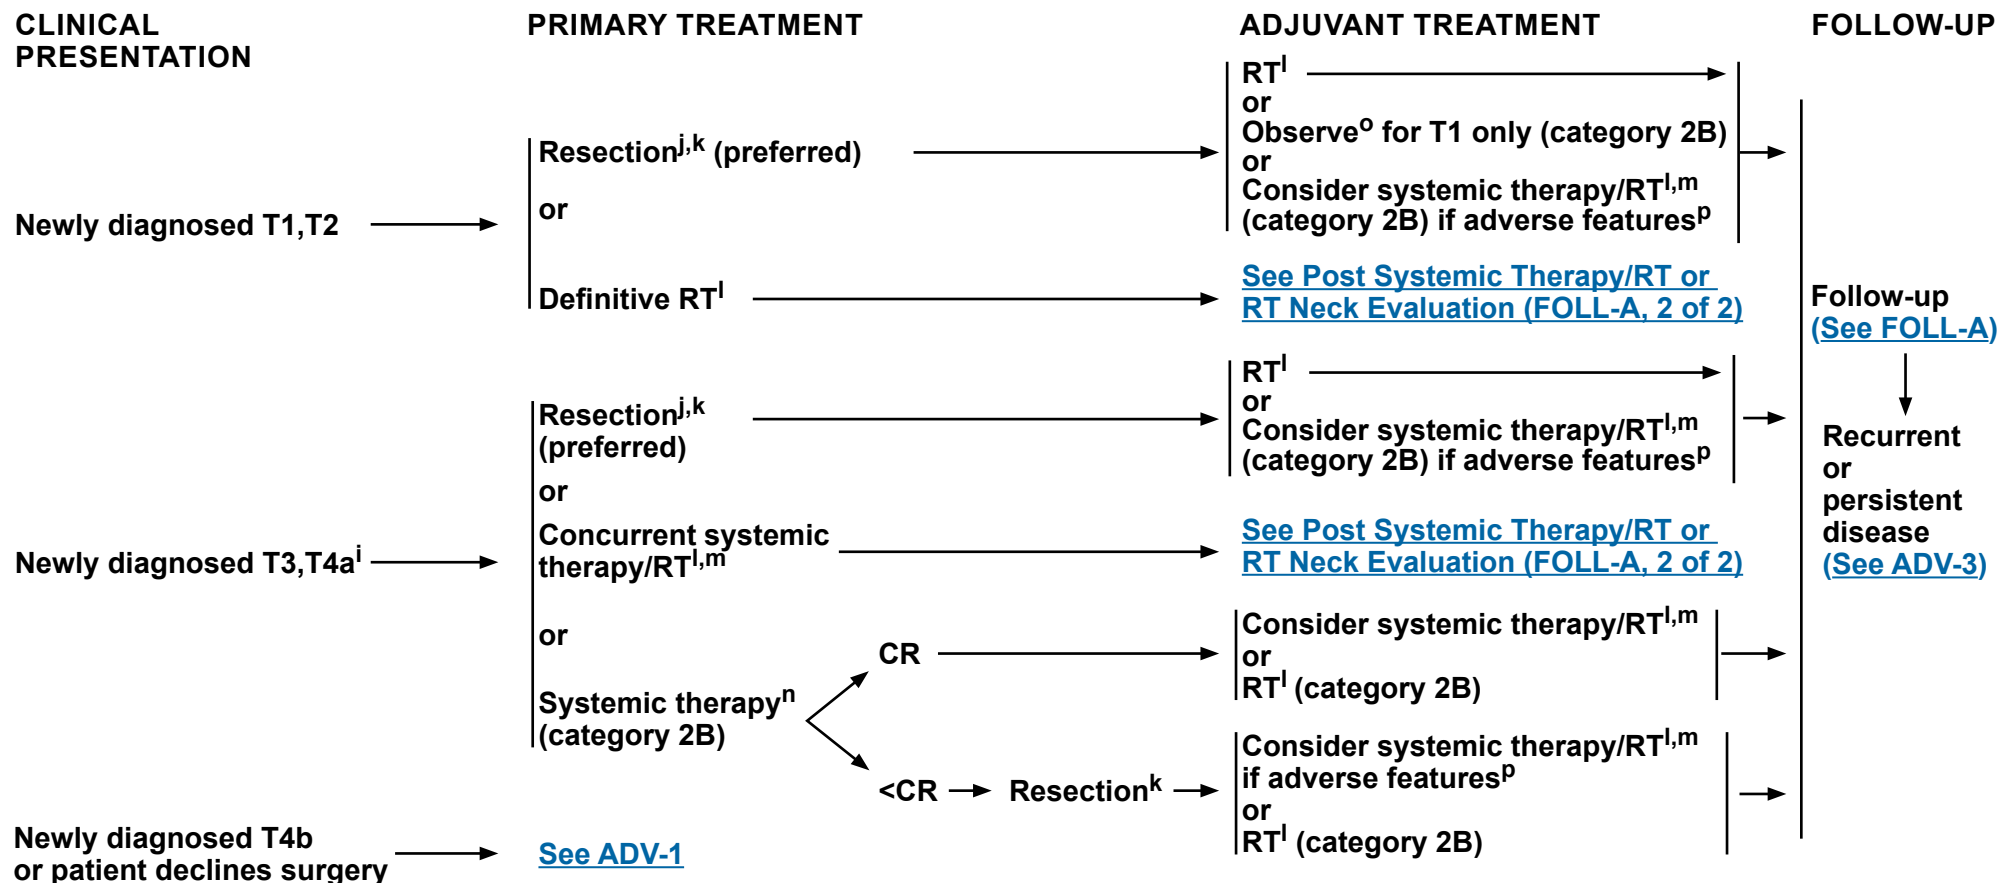 CLINICAL
PRESENTATION
PRIMARY TREATMENT
ADJUVANT TREATMENT
FOLLOW-UP
Newly diagnosed T1,T2
Resectionj,k (preferred)
or
Definitive RTl
RTl
or
Observeo for T1 only (category 2B)
or
Consider systemic therapy/RTl,m
(category 2B) if adverse featuresp
See Post Systemic Therapy/RT or
RT Neck Evaluation (FOLL-A, 2 of 2)
Newly diagnosed T3,T4ai
Resectionj,k
(preferred)
or
Concurrent systemic
therapy/RTl,m
or
Systemic therapyn
(category 2B)
CR
<CR
Resectionk
RTl
or
Consider systemic therapy/RTl,m
(category 2B) if adverse featuresp
See Post Systemic Therapy/RT or
RT Neck Evaluation (FOLL-A, 2 of 2)
Consider systemic therapy/RTl,m
or
RTl (category 2B)
Consider systemic therapy/RTl,m
if adverse featuresp
or
RTl (category 2B)
Newly diagnosed T4b
or patient declines surgery
See ADV-1
Follow-up
(See FOLL-A)
Recurrent
or
persistent
disease
(See ADV-3)